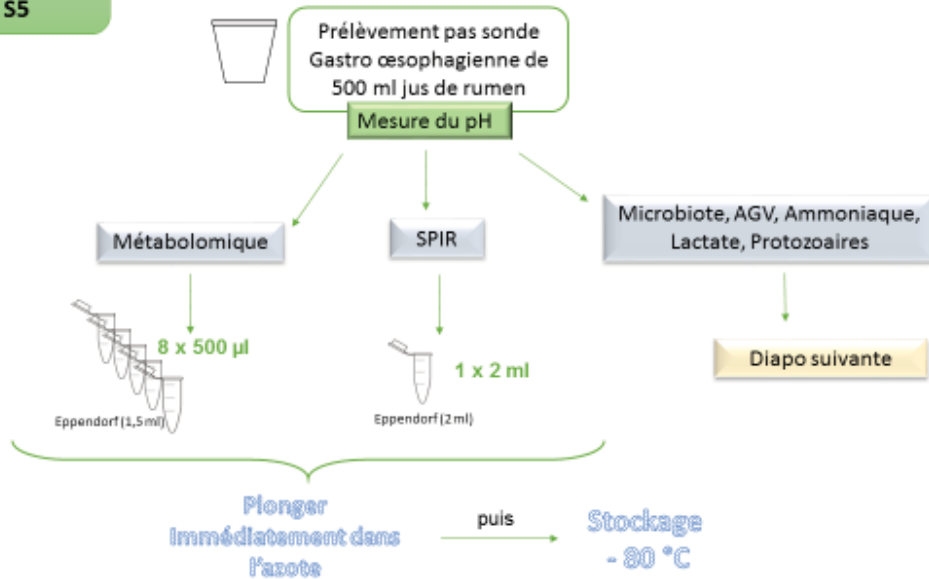 S5
Prélèvement pas sonde
Gastro œsophagienne de
500 ml jus de rumen
Mesure du pH
Métabolomique
SPIR
Microbiote, AGV, Ammoniaque,
Lactate, Protozoaires
8 x 500 µl
Eppendorf (1,5 ml)
1 x 2 ml
Eppendorf (2 ml)
Diapo suivante
Plonger
Immédiatement dans
l'azote
puis
Stockage
- 80 °C